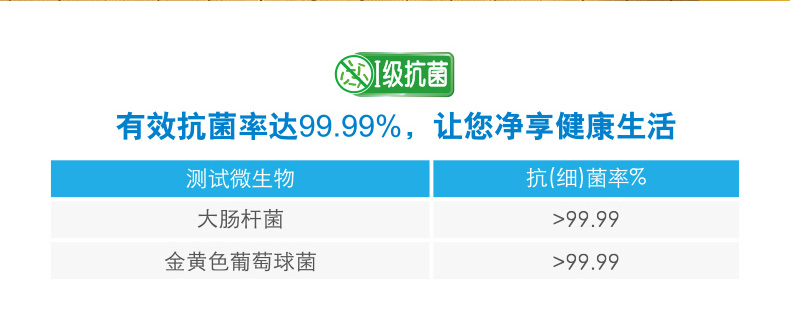 I级抗菌
有效抗菌率达99.99%，让您净享健康生活
测试微生物 抗(细)菌率%
大肠杆菌 >99.99
金黄色葡萄球菌 >99.99